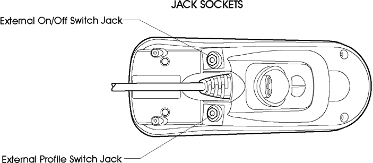 JACK SOCKETS
External On/Off Switch Jack
External Profile Switch Jack